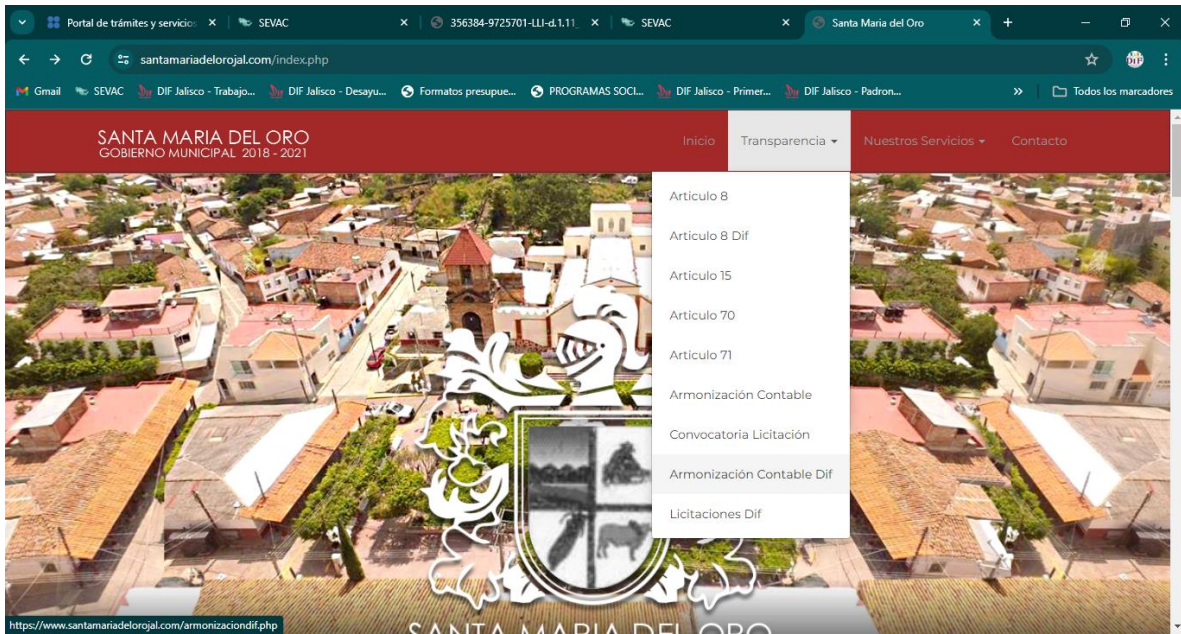 Portal de trámites y servicios
SEVAC
356384-9725701-LLI-d.1.11_
SEVAC
Santa Maria del Oro
santamariadelorojal.com/index.php
Gmail
SEVAC
DIF Jalisco - Trabajo...
DIF Jalisco - Desayu...
Formatos presupue...
PROGRAMAS SOCI...
DIF Jalisco - Primer...
DIF Jalisco - Padron...
Todos los marcadores
SANTA MARIA DEL ORO
GOBIERNO MUNICIPAL 2018 - 2021
Inicio
Transparencia
Nuestros Servicios
Contacto
Articulo 8
Articulo 8 Dif
Articulo 15
Articulo 70
Articulo 71
Armonización Contable
Convocatoria Licitación
Armonización Contable Dif
Licitaciones Dif
SANTA MARIA DEL ORO
https://www.santamariadelorojal.com/armonizaciondif.php